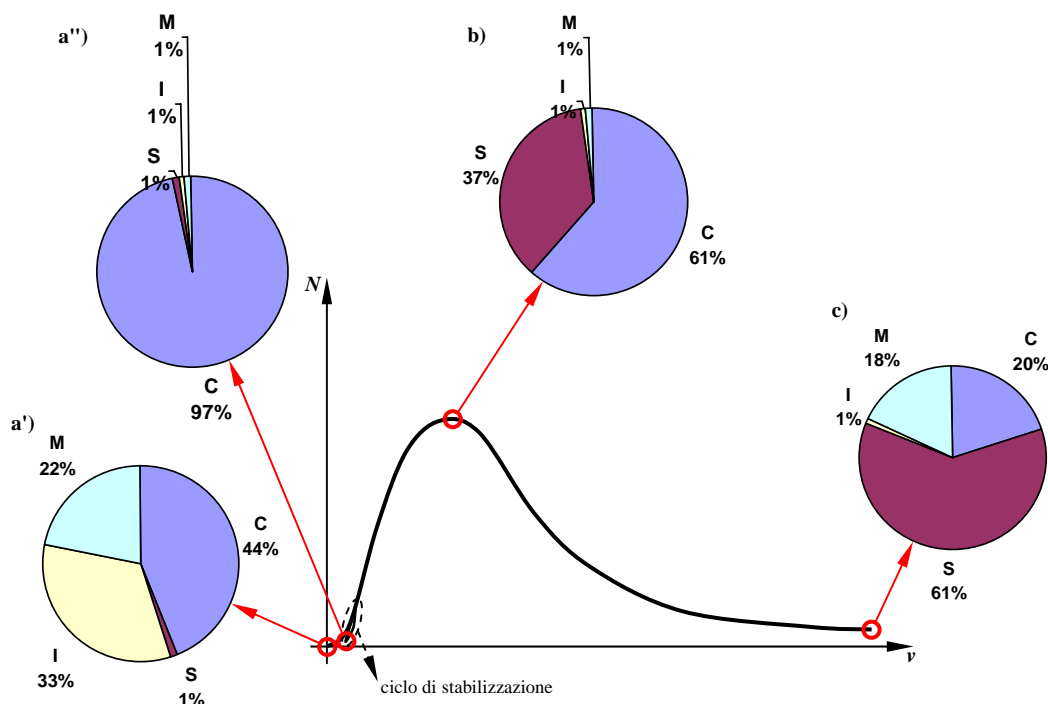 a'')
M
1%
I
1%
S
1%
C
97%
b)
M
1%
I
1%
S
37%
C
61%
c)
M
18%
C
20%
I
1%
S
61%
a')
M
22%
C
44%
I
33%
S
1%
N
v
ciclo di stabilizzazione